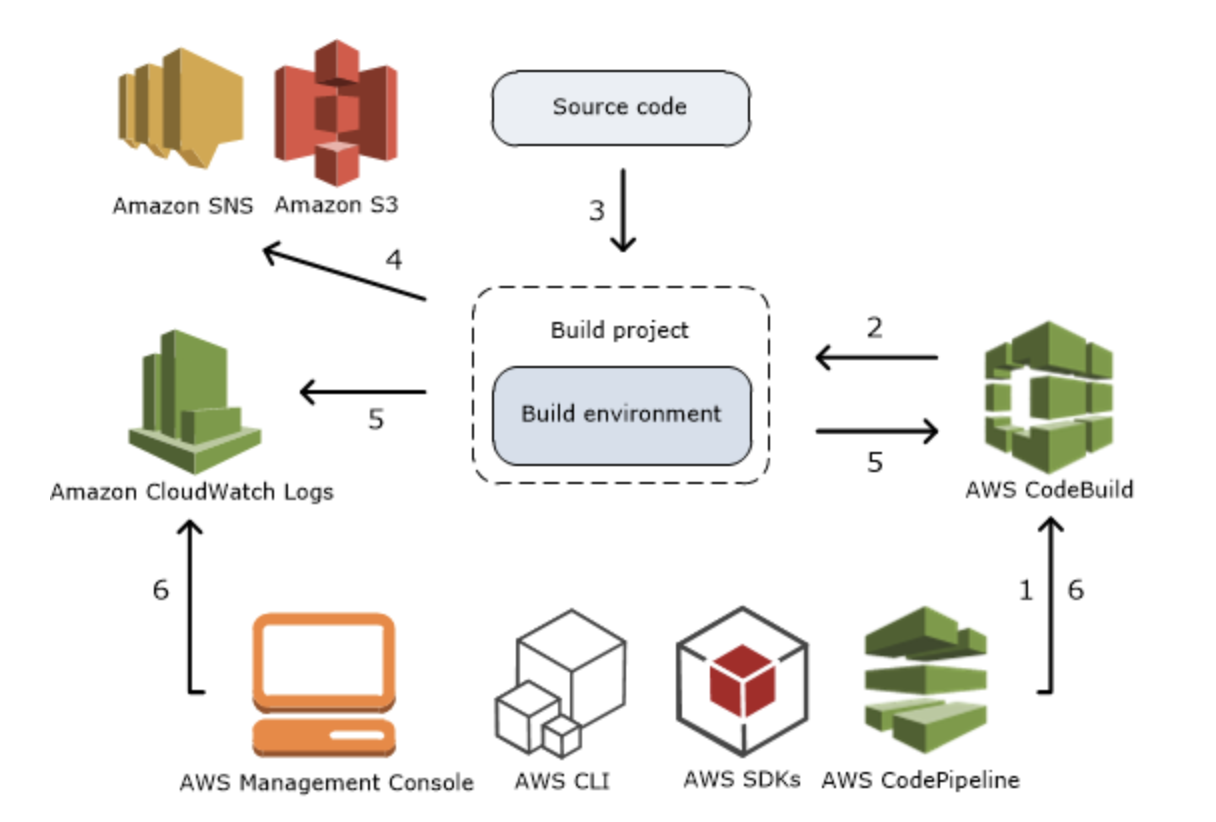 Source code
Amazon SNS
Amazon S3
3
4
Build project
2
Build environment
5
5
Amazon CloudWatch Logs
AWS CodeBuild
6
1
6
AWS Management Console
AWS CLI
AWS SDKs
AWS CodePipeline